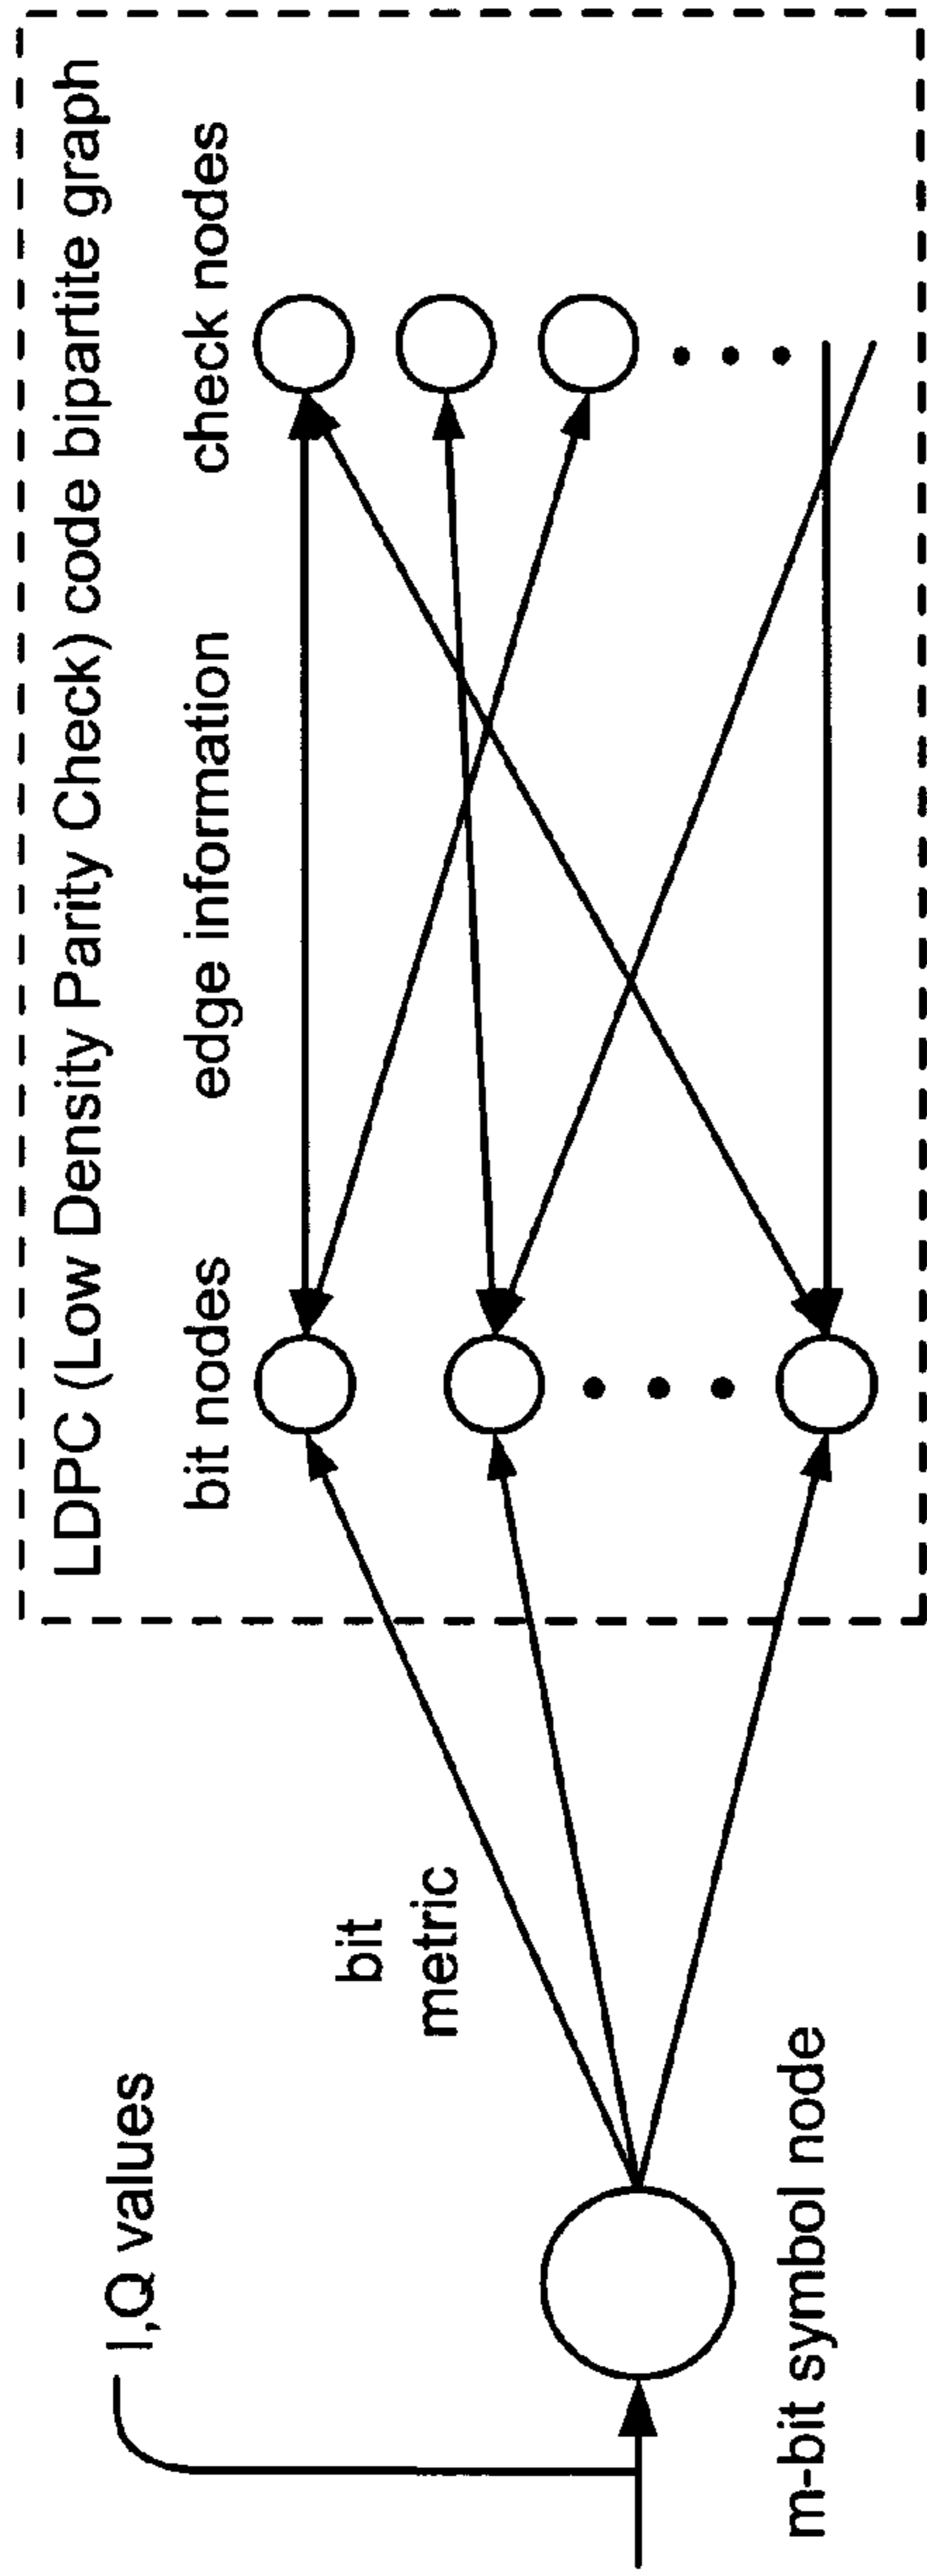 LDPC (Low Density Parity Check) code bipartite graph
I,Q values
bit
metric
bit nodes
edge information
check nodes
m-bit symbol node